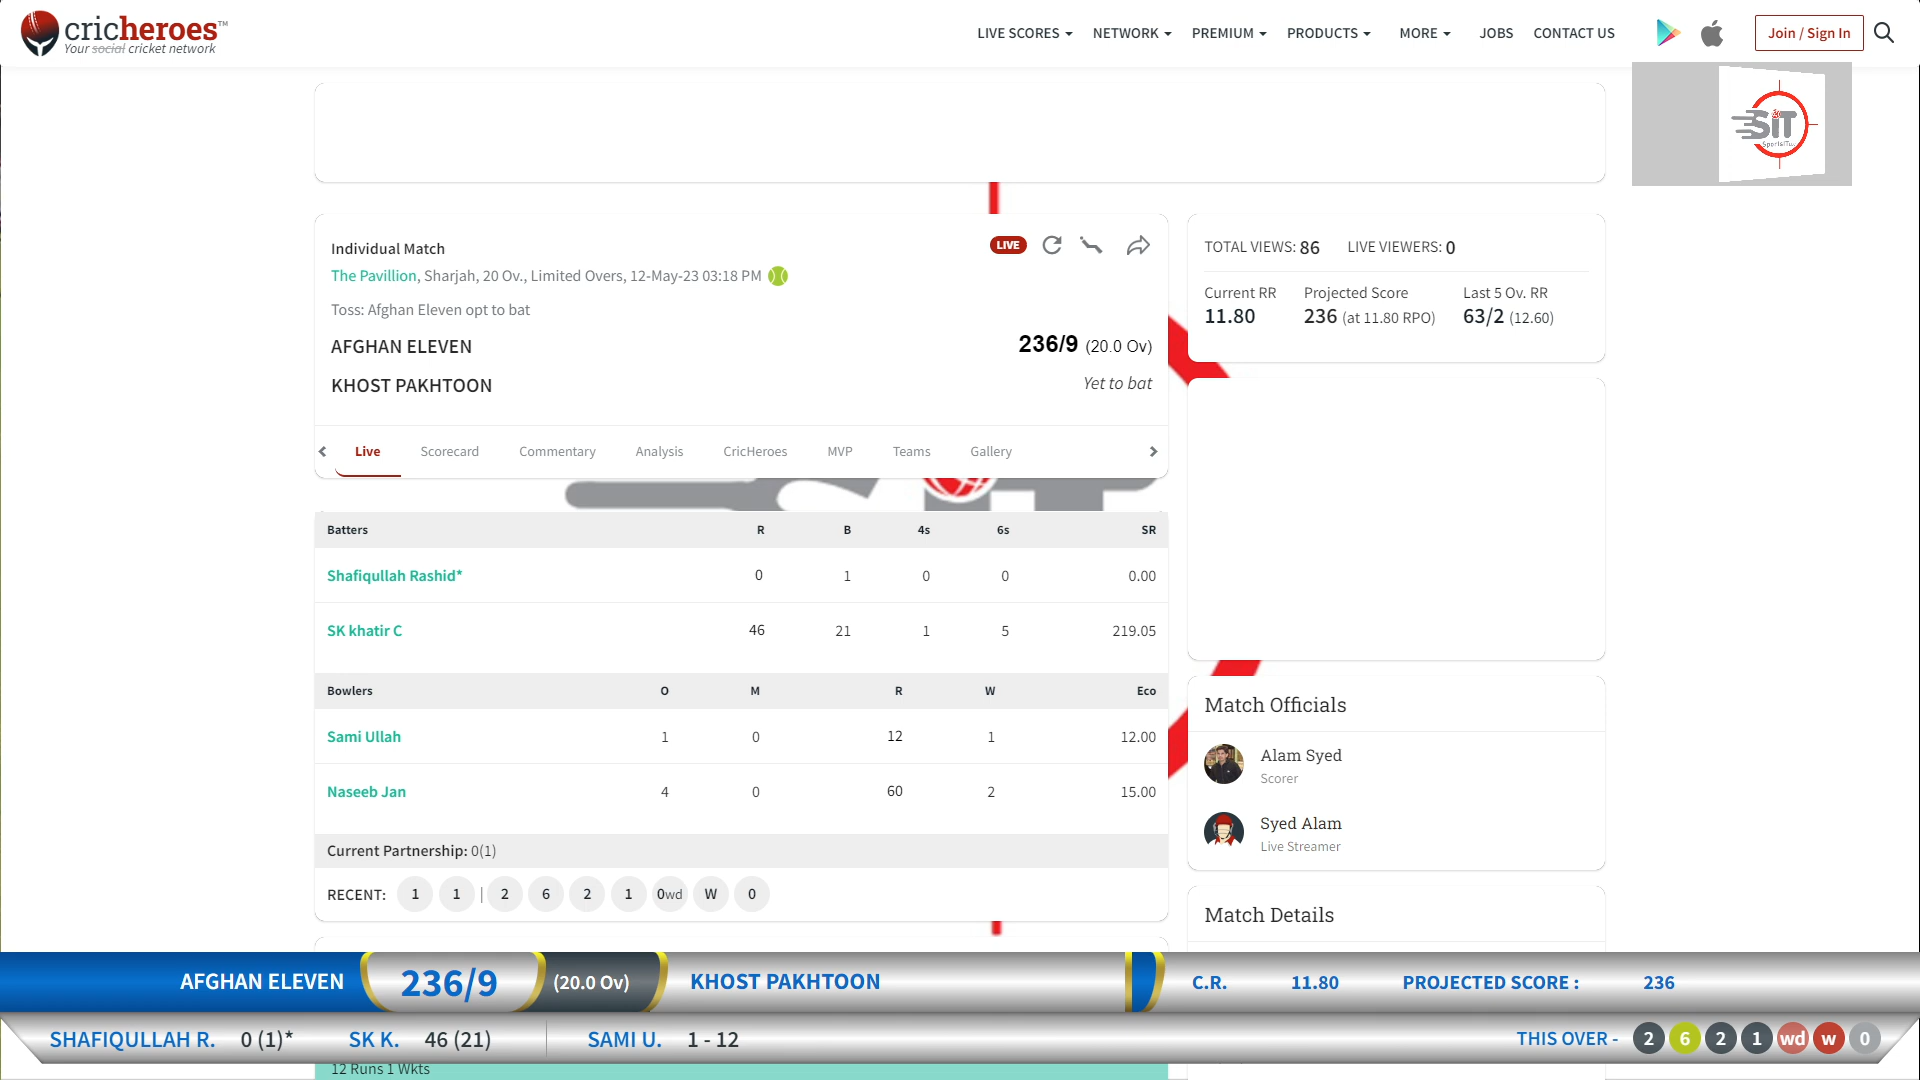 cricheroes™
Your social cricket network
LIVE SCORES NETWORK PREMIUM PRODUCTS MORE JOBS CONTACT US Join / Sign In
SiT
Individual Match LIVE
The Pavillion, Sharjah, 20 Ov., Limited Overs, 12-May-23 03:18 PM
Toss: Afghan Eleven opt to bat
AFGHAN ELEVEN 236/9 (20.0 Ov)
KHOST PAKHTOON Yet to bat
TOTAL VIEWS: 86 LIVE VIEWERS: 0
Current RR Projected Score Last 5 Ov. RR
11.80 236 (at 11.80 RPO) 63/2 (12.60)
Live Scorecard Commentary Analysis CricHeroes MVP Teams Gallery
Batters R B 4s 6s SR
Shafiqullah Rashid* 0 1 0 0 0.00
SK khatir C 46 21 1 5 219.05
Bowlers O M R W Eco
Sami Ullah 1 0 12 1 12.00
Naseeb Jan 4 0 60 2 15.00
Current Partnership: 0(1)
RECENT: 1 1 | 2 6 2 1 0wd W 0
Match Officials
Alam Syed
Scorer
Syed Alam
Live Streamer
Match Details
AFGHAN ELEVEN 236/9 (20.0 Ov) KHOST PAKHTOON C.R. 11.80 PROJECTED SCORE : 236
SHAFIQULLAH R. 0 (1)* SK K. 46 (21) SAMI U. 1 - 12 THIS OVER - 2 6 2 1 wd w 0
12 Runs 1 Wkts